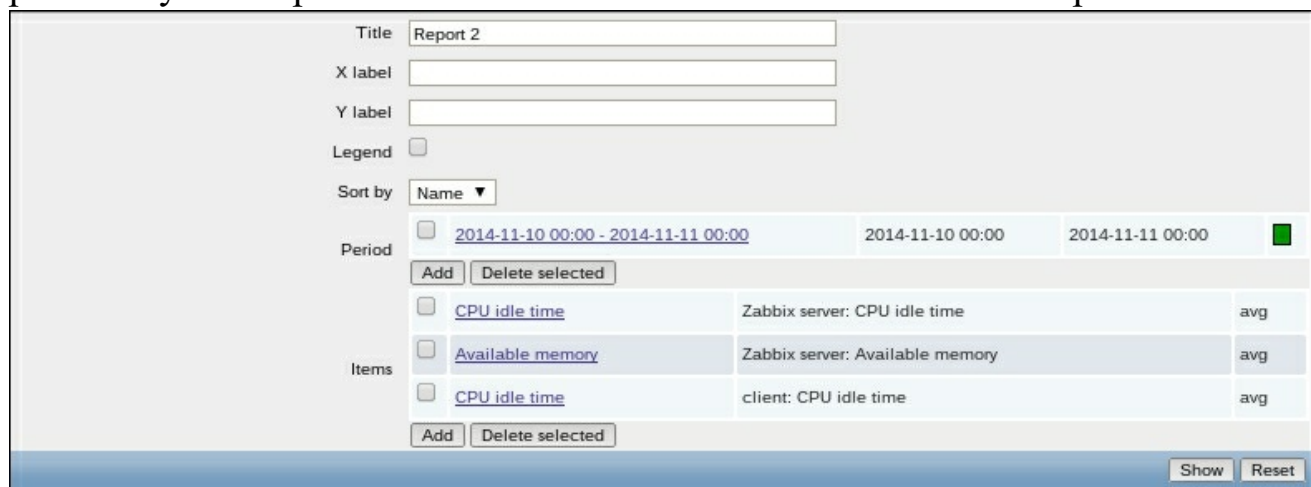 Title Report 2
X label
Y label
Legend
Sort by Name ▼
Period 2014-11-10 00:00 - 2014-11-11 00:00 2014-11-10 00:00 2014-11-11 00:00
Add Delete selected
CPU idle time Zabbix server: CPU idle time avg
Items Available memory Zabbix server: Available memory avg
CPU idle time client: CPU idle time avg
Add Delete selected
Show Reset